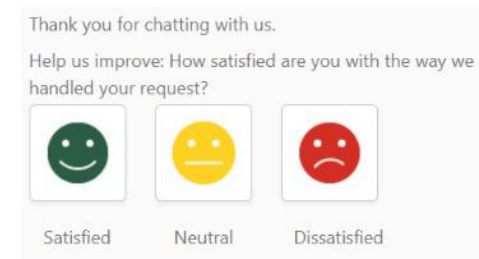 Thank you for chatting with us.
Help us improve: How satisfied are you with the way we
handled your request?
Satisfied Neutral Dissatisfied